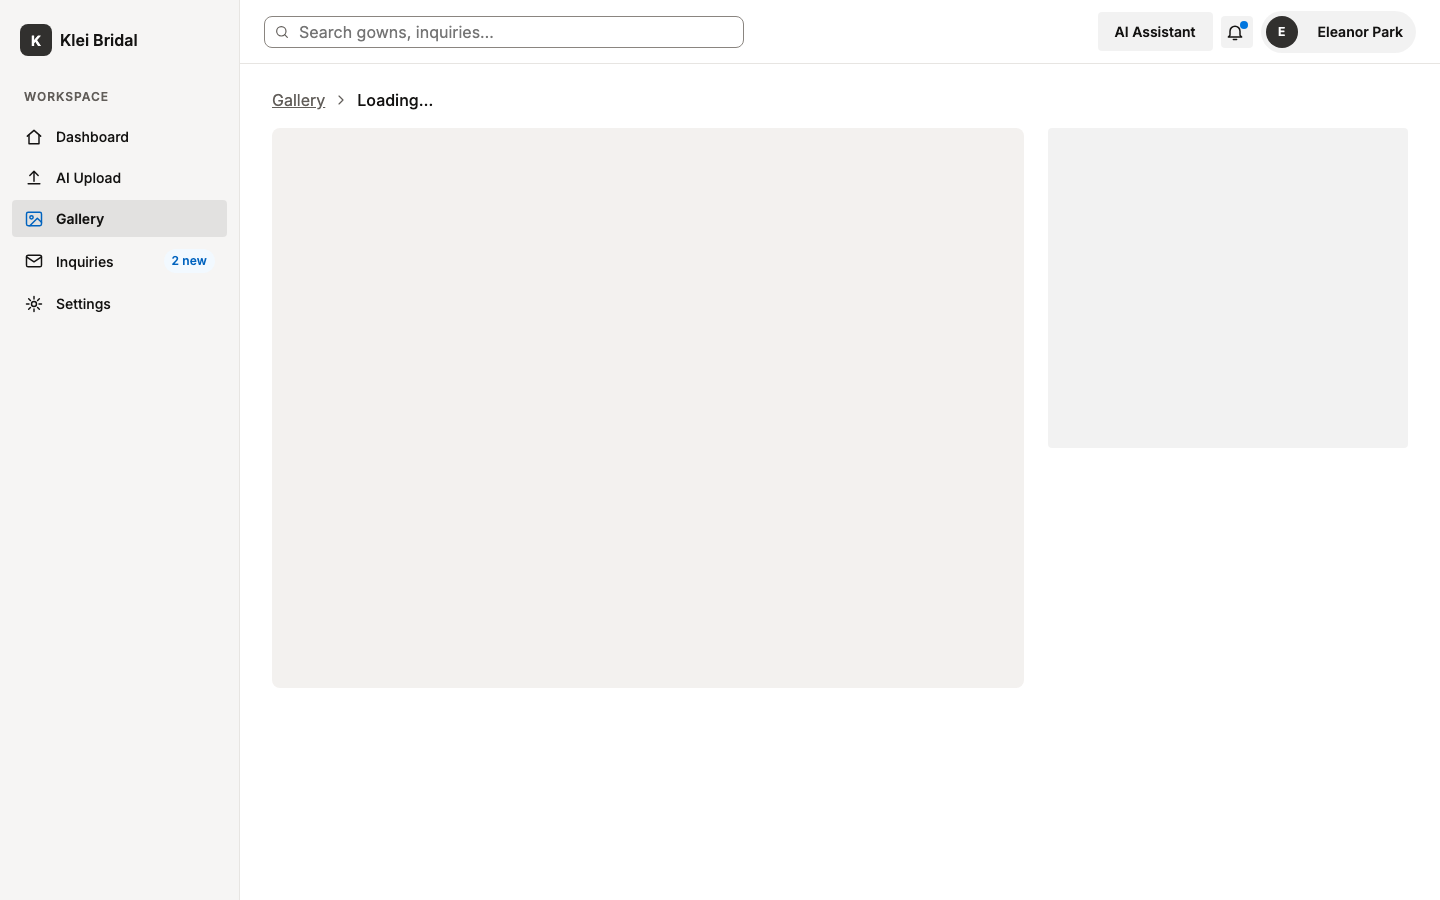 K
Klei Bridal
WORKSPACE
Dashboard
AI Upload
Gallery
Inquiries
2 new
Settings
Search gowns, inquiries...
AI Assistant
E
Eleanor Park
Gallery
Loading...